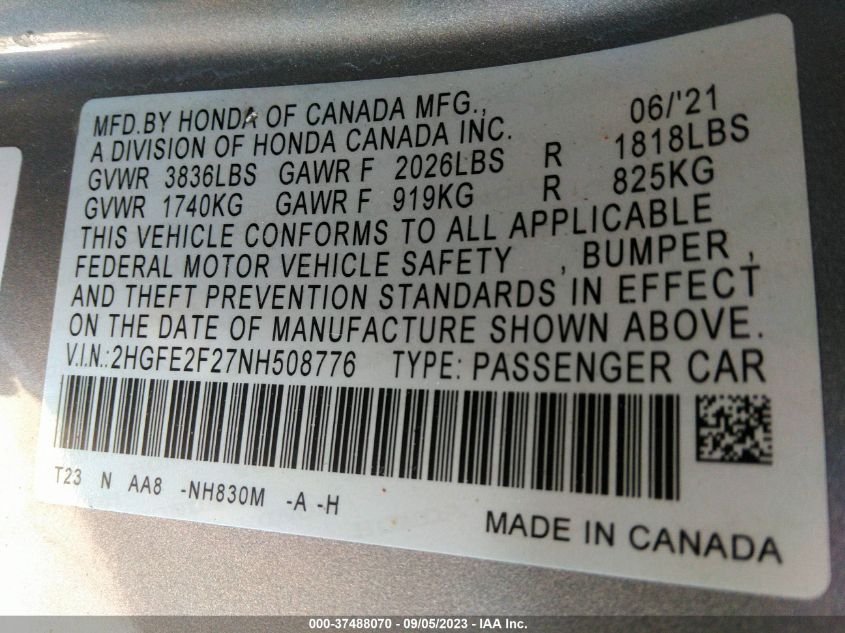 MFD.BY HONDA OF CANADA MFG., 06/'21
A DIVISION OF HONDA CANADA INC.
GVWR 3836LBS GAWR F 2026LBS R 1818LBS
GVWR 1740KG GAWR F 919KG R 825KG
THIS VEHICLE CONFORMS TO ALL APPLICABLE
FEDERAL MOTOR VEHICLE SAFETY , BUMPER ,
AND THEFT PREVENTION STANDARDS IN EFFECT
ON THE DATE OF MANUFACTURE SHOWN ABOVE.
V.I.N.:2HGFE2F27NH508776 TYPE: PASSENGER CAR
T23 N AA8 -NH830M -A -H
MADE IN CANADA
000-37488070 - 09/05/2023 - IAA Inc.